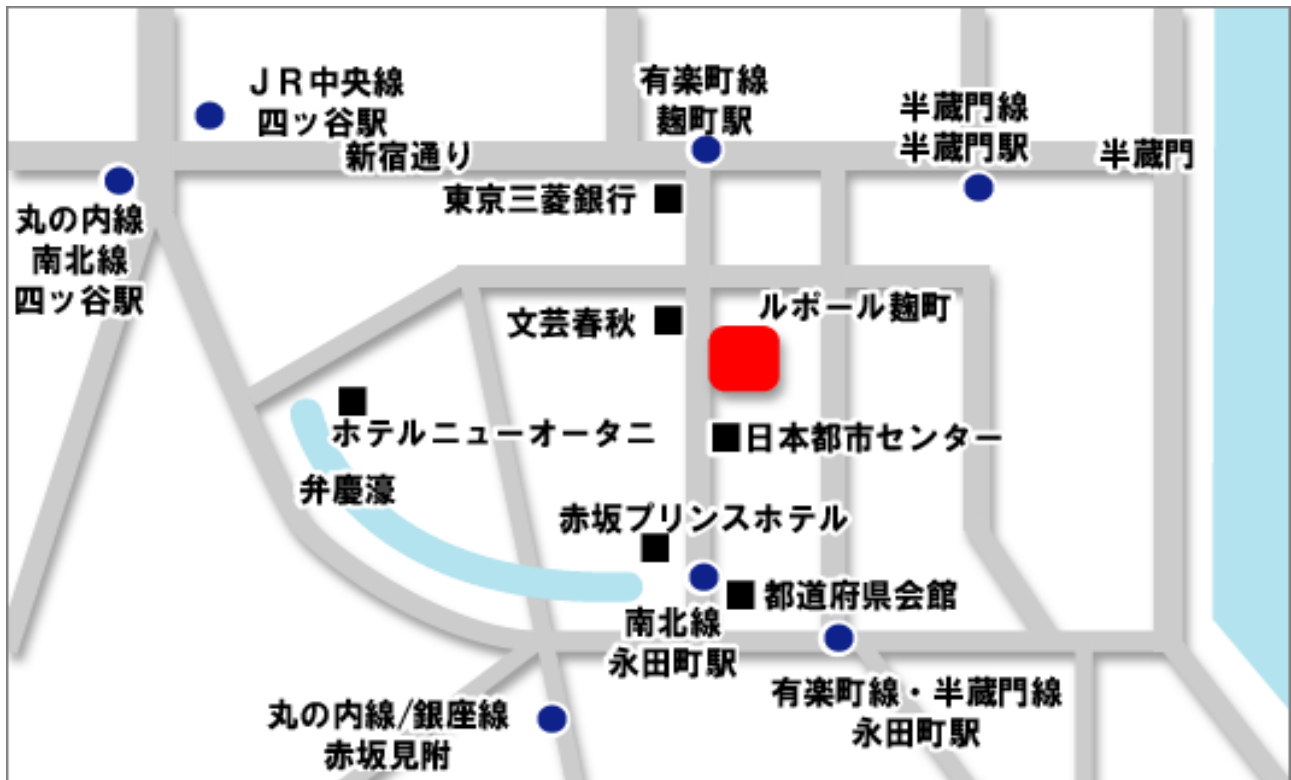 ＪＲ中央線
四ッ谷駅
有楽町線
麹町駅
半蔵門線
半蔵門駅
新宿通り
半蔵門
丸の内線
南北線
四ッ谷駅
東京三菱銀行
ルポール麹町
文芸春秋
ホテルニューオータニ
日本都市センター
弁慶濠
赤坂プリンスホテル
都道府県会館
南北線
永田町駅
有楽町線・半蔵門線
永田町駅
丸の内線/銀座線
赤坂見附